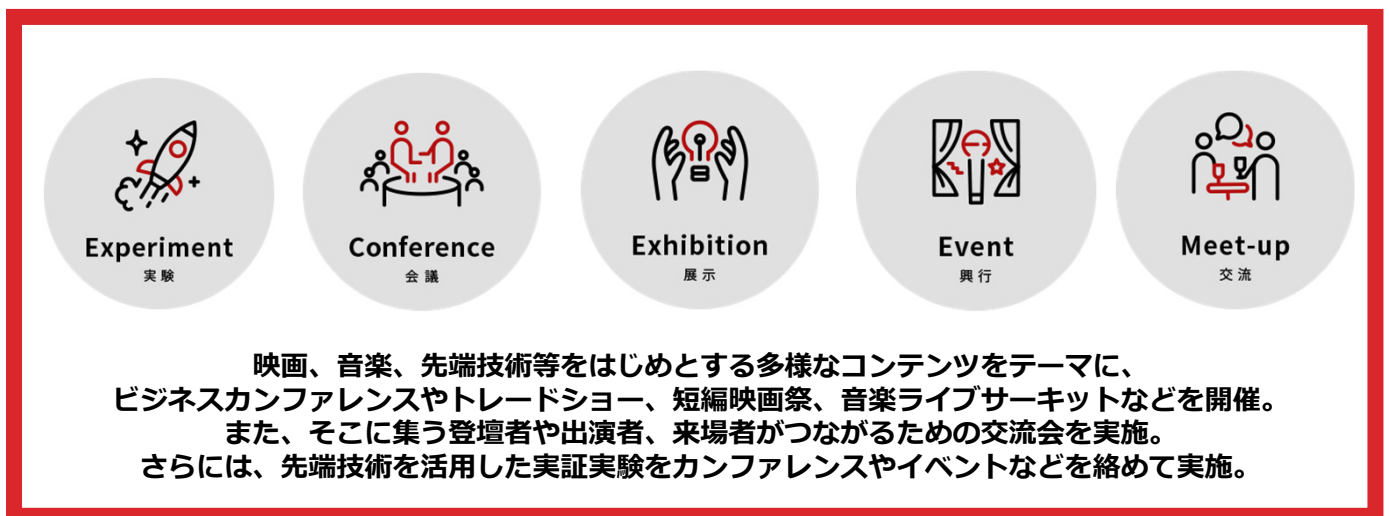 Experiment
実験
Conference
会議
Exhibition
展示
Event
興行
Meet-up
交流
映画、音楽、先端技術等をはじめとする多様なコンテンツをテーマに、
ビジネスカンファレンスやトレードショー、短編映画祭、音楽ライブサーキットなどを開催。
また、そこに集う登壇者や出演者、来場者がつながるための交流会を実施。
さらには、先端技術を活用した実証実験をカンファレンスやイベントなどを絡めて実施。